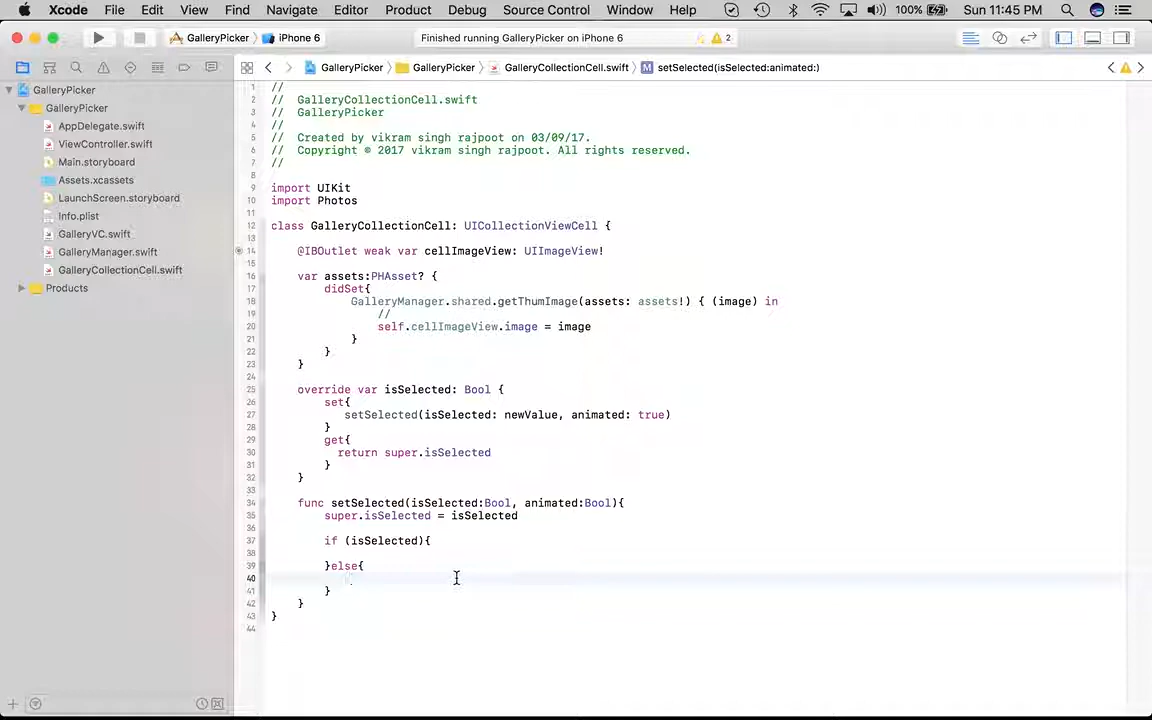 Xcode File Edit View Find Navigate Editor Product Debug Source Control Window Help 100% Sun 11:45 PM
GalleryPicker iPhone 6 Finished running GalleryPicker on iPhone 6 2
GalleryPicker GalleryPicker GalleryCollectionCell.swift M setSelected(isSelected:animated:)
GalleryPicker
GalleryPicker
AppDelegate.swift
ViewController.swift
Main.storyboard
Assets.xcassets
LaunchScreen.storyboard
Info.plist
GalleryVC.swift
GalleryManager.swift
GalleryCollectionCell.swift
Products
1 //
2 // GalleryCollectionCell.swift
3 // GalleryPicker
4 //
5 // Created by vikram singh rajpoot on 03/09/17.
6 // Copyright © 2017 vikram singh rajpoot. All rights reserved.
7 //
8
9 import UIKit
10 import Photos
11
12 class GalleryCollectionCell: UICollectionViewCell {
13
14 @IBOutlet weak var cellImageView: UIImageView!
15
16 var assets:PHAsset? {
17 didSet{
18 GalleryManager.shared.getThumImage(assets: assets!) { (image) in
19 //
20 self.cellImageView.image = image
21 }
22 }
23 }
24
25 override var isSelected: Bool {
26 set{
27 setSelected(isSelected: newValue, animated: true)
28 }
29 get{
30 return super.isSelected
31 }
32 }
33
34 func setSelected(isSelected:Bool, animated:Bool){
35 super.isSelected = isSelected
36
37 if (isSelected){
38
39 }else{
40
41 }
42 }
43 }
44